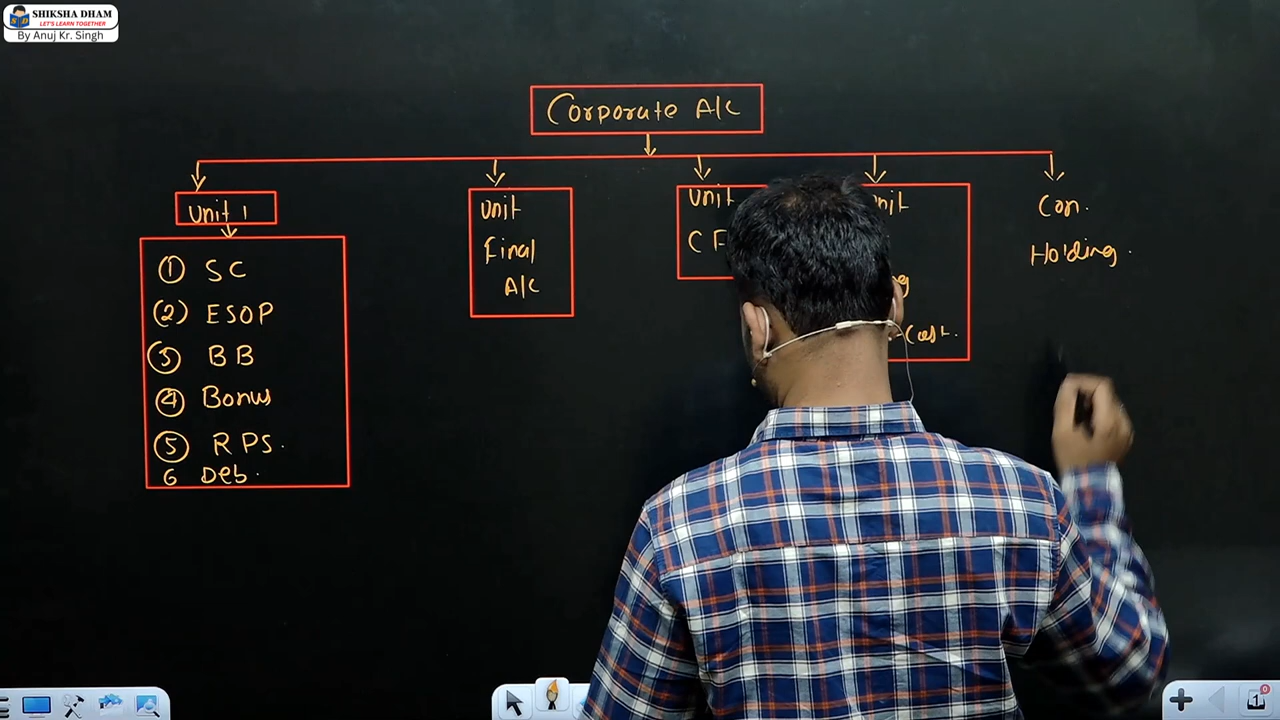 SHIKSHA DHAM
LET'S LEARN TOGETHER
By Anuj Kr. Singh
Corporate A/c
Unit 1
① SC
(2) ESOP
③ BB
④ Bonus
⑤ RPs.
6 Deb.
Unit
Final
A/c
Unit
CF
Con.
Holding.